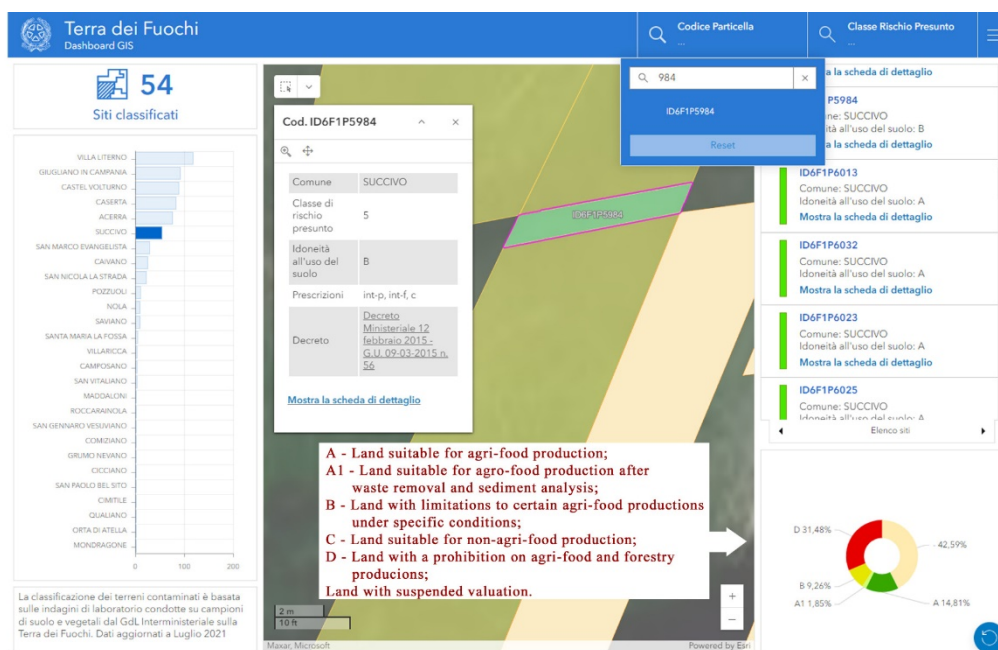 Terra dei Fuochi
Dashboard GIS
Codice Particella
...
Classe Rischio Presunto
...
54
Siti classificati
VILLA LITERNO
GIUGLIANO IN CAMPANIA
CASTEL VOLTURNO
CASERTA
ACERRA
SUCCIVO
SAN MARCO EVANGELISTA
CAIVANO
SAN NICOLA LA STRADA
POZZUOLI
NOLA
SAVIANO
SANTA MARIA LA FOSSA
VILLARICCA
CAMPOSANO
SAN VITALIANO
MADDALONI
ROCCARAINOLA
SAN GENNARO VESUVIANO
COMIZIANO
GRUMO NEVANO
CICCIANO
SAN PAOLO BEL SITO
CIMITILE
QUALIANO
ORTA DI ATELLA
MONDRAGONE
0 100 200
La classificazione dei terreni contaminati è basata
sulle indagini di laboratorio condotte su campioni
di suolo e vegetali dal GdL Interministeriale sulla
Terra dei Fuochi. Dati aggiornati a Luglio 2021
Cod. ID6F1P5984
Comune SUCCIVO
Classe di
rischio
presunto
5
Idoneità
all'uso del
suolo
B
Prescrizioni int-p, int-f, c
Decreto
Decreto
Ministeriale 12
febbraio 2015 -
G.U. 09-03-2015 n.
56
Mostra la scheda di dettaglio
984
ID6F1P5984
Reset
ID6F1P5984
A - Land suitable for agri-food production;
A1 - Land suitable for agro-food production after
waste removal and sediment analysis;
B - Land with limitations to certain agri-food productions
under specific conditions;
C - Land suitable for non-agri-food production;
D - Land with a prohibition on agri-food and forestry
producions;
Land with suspended valuation.
2 m
10 ft
Maxar, Microsoft
Powered by Esri
+
−
a la scheda di dettaglio
P5984
ne: SUCCIVO
ità all'uso del suolo: B
a la scheda di dettaglio
ID6F1P6013
Comune: SUCCIVO
Idoneità all'uso del suolo: A
Mostra la scheda di dettaglio
ID6F1P6032
Comune: SUCCIVO
Idoneità all'uso del suolo: A
Mostra la scheda di dettaglio
ID6F1P6023
Comune: SUCCIVO
Idoneità all'uso del suolo: A
Mostra la scheda di dettaglio
ID6F1P6025
Comune: SUCCIVO
Idoneità all'uso del suolo: A
Elenco siti
D 31,48%
42,59%
B 9,26%
A1 1,85%
A 14,81%